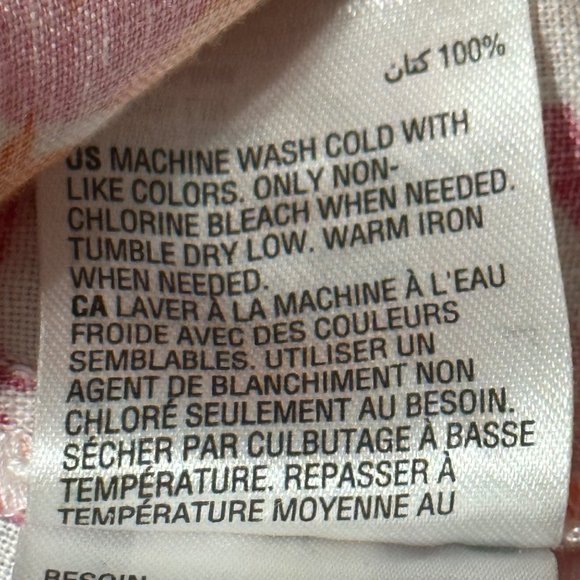 100% كتان
US MACHINE WASH COLD WITH
LIKE COLORS. ONLY NON-
CHLORINE BLEACH WHEN NEEDED.
TUMBLE DRY LOW. WARM IRON
WHEN NEEDED.
CA LAVER À LA MACHINE À L'EAU
FROIDE AVEC DES COULEURS
SEMBLABLES. UTILISER UN
AGENT DE BLANCHIMENT NON
CHLORÉ SEULEMENT AU BESOIN.
SÉCHER PAR CULBUTAGE À BASSE
TEMPÉRATURE. REPASSER À
TEMPÉRATURE MOYENNE AU
BESOIN